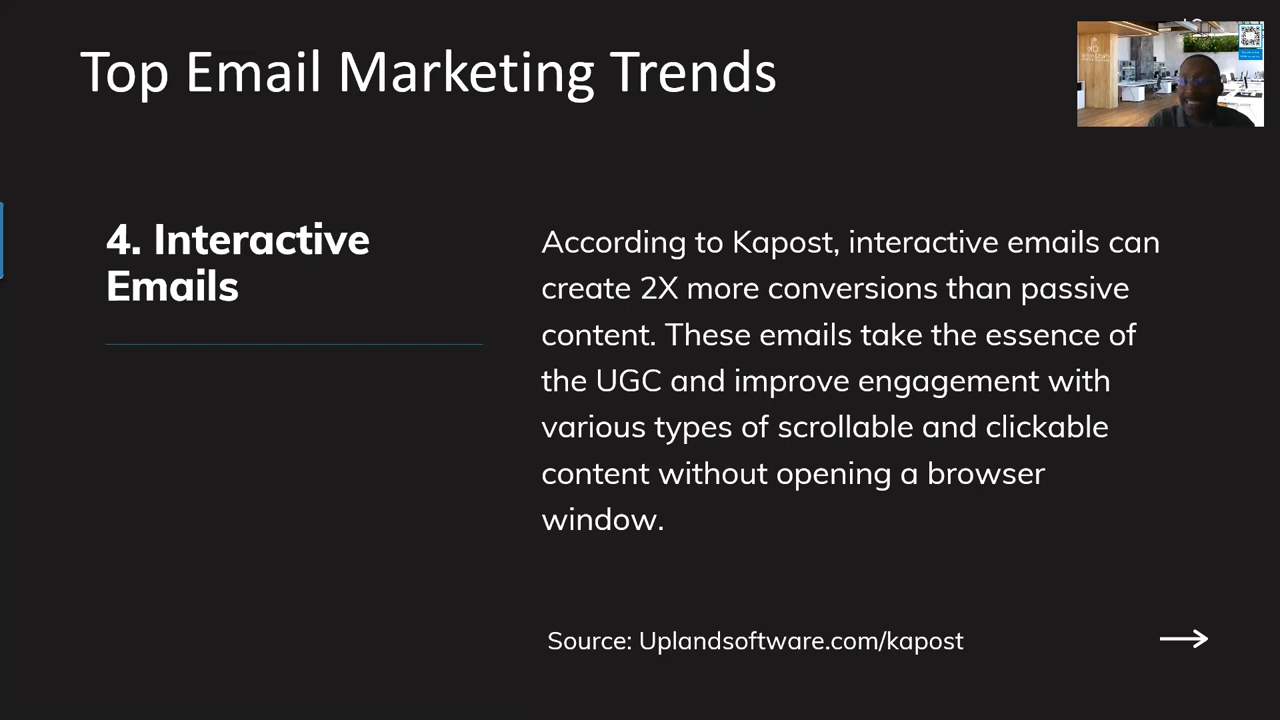 Top Email Marketing Trends
4. Interactive
Emails
According to Kapost, interactive emails can
create 2X more conversions than passive
content. These emails take the essence of
the UGC and improve engagement with
various types of scrollable and clickable
content without opening a browser
window.
Source: Uplandsoftware.com/kapost